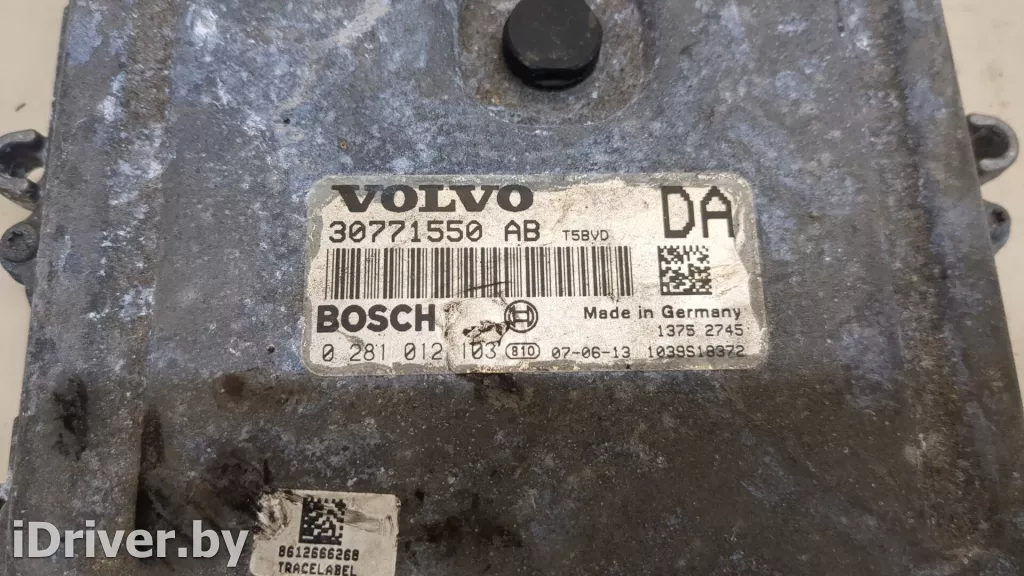 VOLVO
30771550 AB T5BVD
DA
BOSCH
Made in Germany
1375 2745
0 281 012 103 810 07-06-13 1039S18372
8612666268
TRACELABEL
iDriver.by